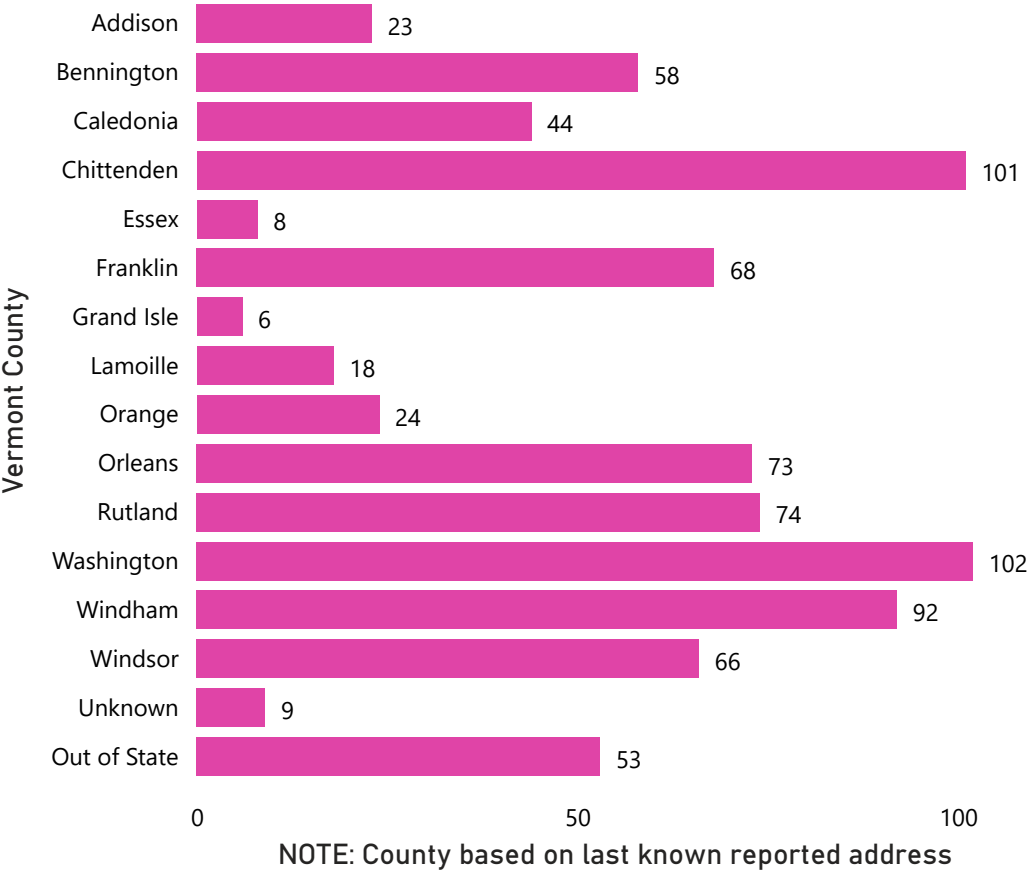 Vermont County
Addison 23
Bennington 58
Caledonia 44
Chittenden 101
Essex 8
Franklin 68
Grand Isle 6
Lamoille 18
Orange 24
Orleans 73
Rutland 74
Washington 102
Windham 92
Windsor 66
Unknown 9
Out of State 53
0 50 100
NOTE: County based on last known reported address